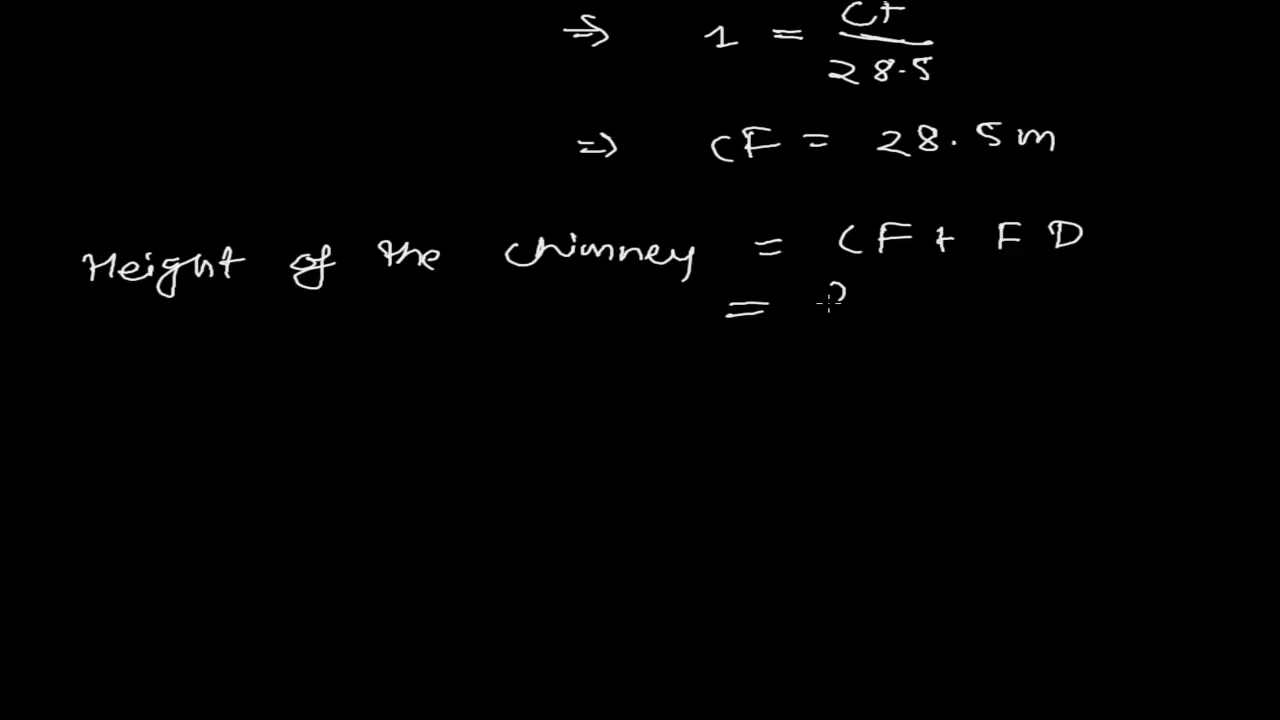 ⇒ 1 = CF / 28.5
⇒ CF = 28.5 m
Height of the chimney = CF + FD
=